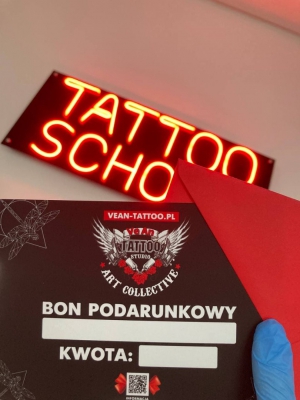 TATTOO
SCHO
VEAN-TATTOO.PL
VEAN
TATTOO
STUDIO
ART COLLECTIVE
BON PODARUNKOWY
KWOTA: